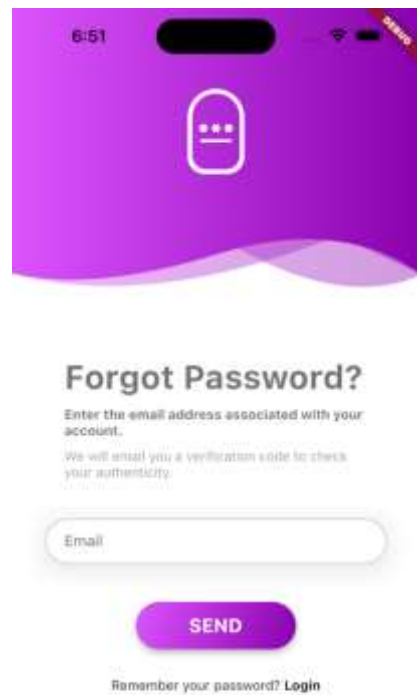 6:51
DEBUG
***
Forgot Password?
Enter the email address associated with your
account.
We will email you a verification code to check
your authenticity.
Email
SEND
Remember your password? Login